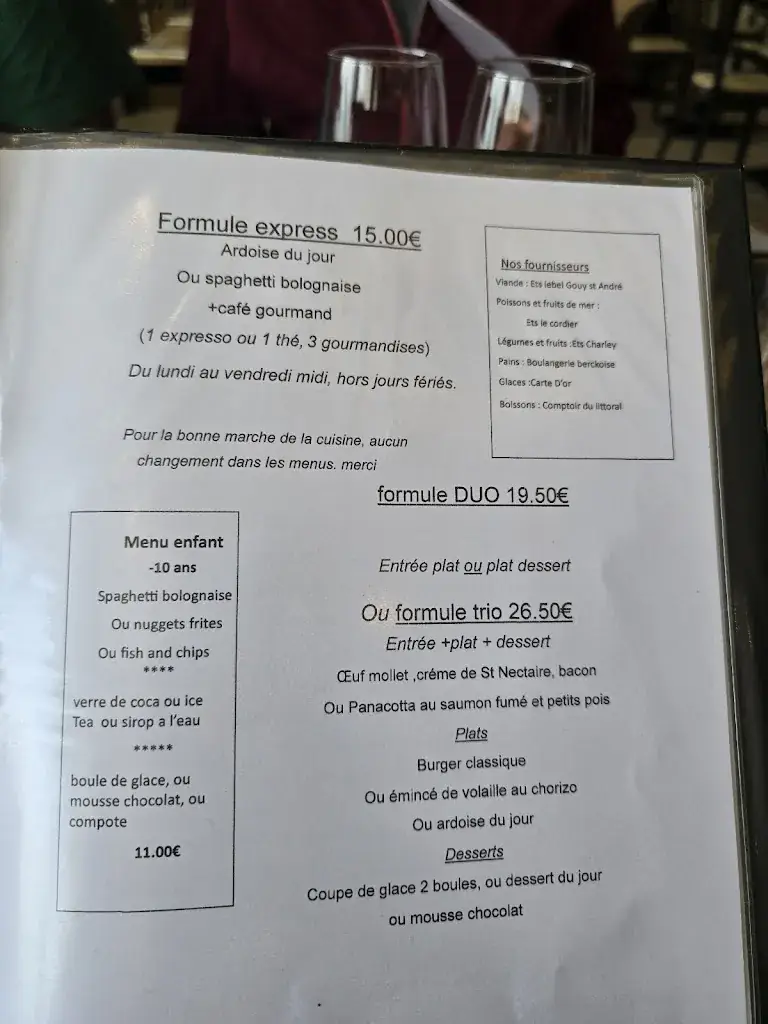 Formule express 15.00€
Ardoise du jour
Ou spaghetti bolognaise
+café gourmand
(1 expresso ou 1 thé, 3 gourmandises)
Du lundi au vendredi midi, hors jours fériés.
Nos fournisseurs
Viande : Ets lebel Gouy st André
Poissons et fruits de mer :
Ets le cordier
Légumes et fruits :Ets Charley
Pains : Boulangerie berckoise
Glaces :Carte D'or
Boissons : Comptoir du littoral
Pour la bonne marche de la cuisine, aucun
changement dans les menus. merci
Menu enfant
-10 ans
Spaghetti bolognaise
Ou nuggets frites
Ou fish and chips
****
verre de coca ou ice
Tea ou sirop a l'eau
*****
boule de glace, ou
mousse chocolat, ou
compote
11.00€
formule DUO 19.50€
Entrée plat ou plat dessert
Ou formule trio 26.50€
Entrée +plat + dessert
Œuf mollet ,créme de St Nectaire, bacon
Ou Panacotta au saumon fumé et petits pois
Plats
Burger classique
Ou émincé de volaille au chorizo
Ou ardoise du jour
Desserts
Coupe de glace 2 boules, ou dessert du jour
ou mousse chocolat